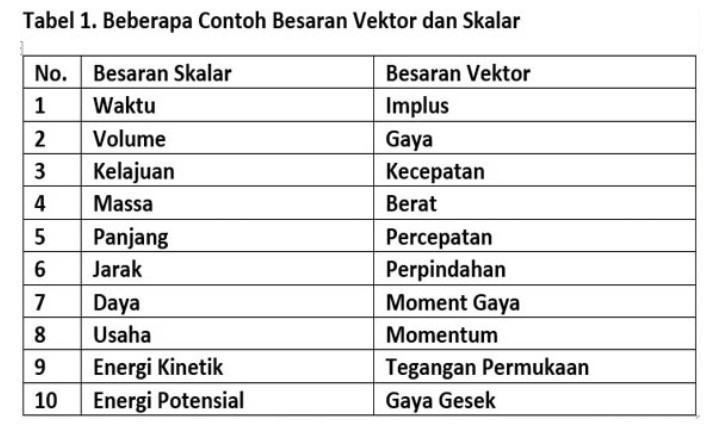 Tabel 1. Beberapa Contoh Besaran Vektor dan Skalar
No. Besaran Skalar Besaran Vektor
1 Waktu Implus
2 Volume Gaya
3 Kelajuan Kecepatan
4 Massa Berat
5 Panjang Percepatan
6 Jarak Perpindahan
7 Daya Moment Gaya
8 Usaha Momentum
9 Energi Kinetik Tegangan Permukaan
10 Energi Potensial Gaya Gesek